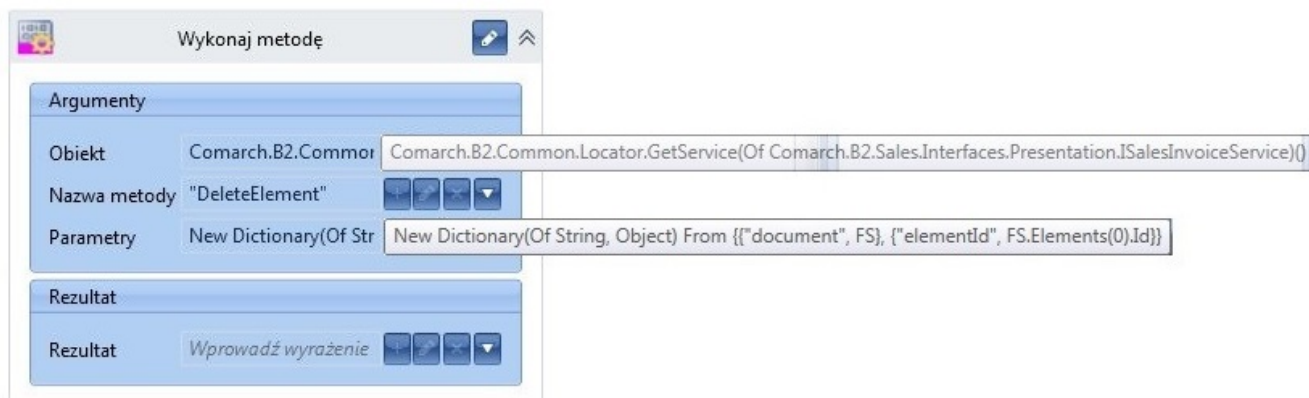 Wykonaj metodę
Argumenty
Obiekt Comarch.B2.Commor Comarch.B2.Common.Locator.GetService(Of Comarch.B2.Sales.Interfaces.Presentation.ISalesInvoiceService)()
Nazwa metody "DeleteElement"
Parametry New Dictionary(Of Str New Dictionary(Of String, Object) From {{"document", FS}, {"elementId", FS.Elements(0).Id}}
Rezultat
Rezultat Wprowadź wyrażenie